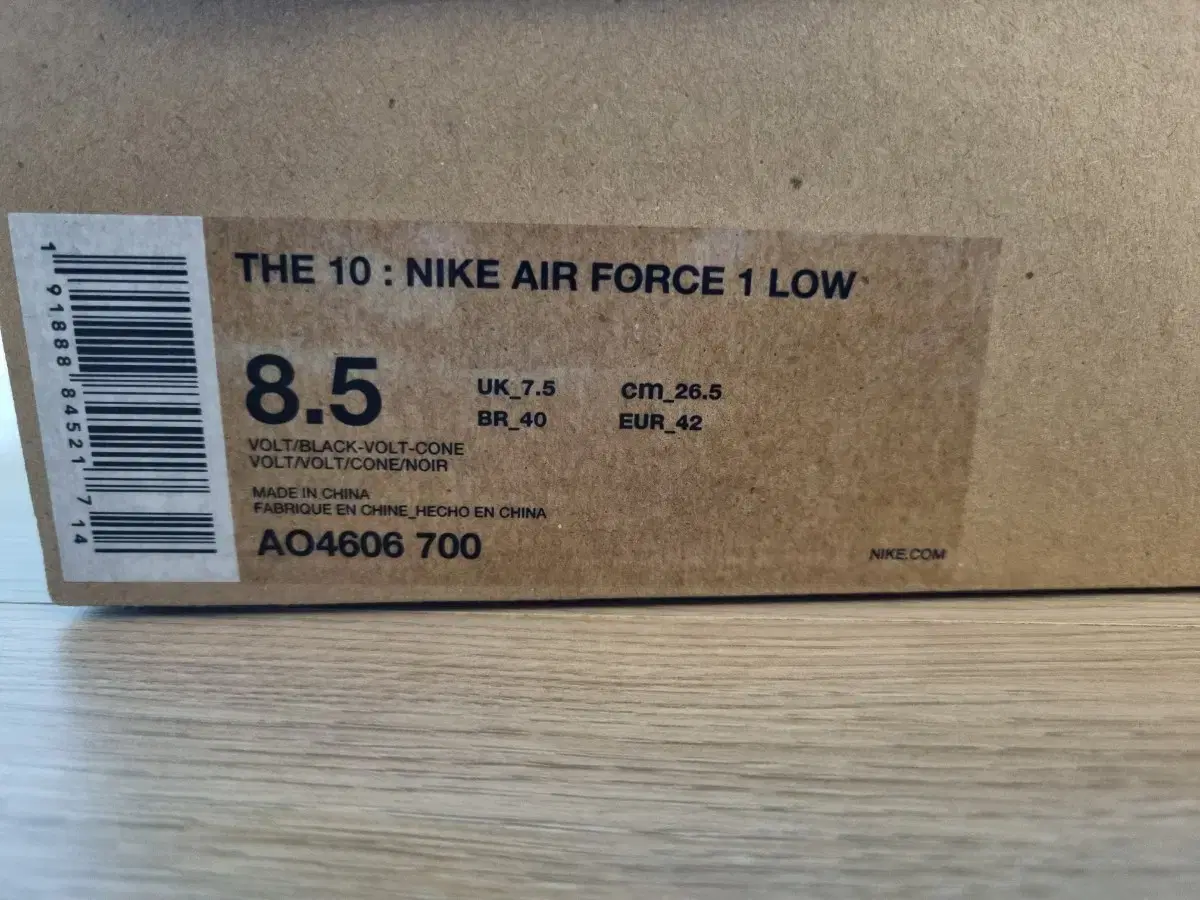 THE 10 : NIKE AIR FORCE 1 LOW
8.5
UK_7.5 cm_26.5
BR_40 EUR_42
VOLT/BLACK-VOLT-CONE
VOLT/VOLT/CONE/NOIR
MADE IN CHINA
FABRIQUE EN CHINE_HECHO EN CHINA
AO4606 700
NIKE.COM
1 91888 84521 7 14